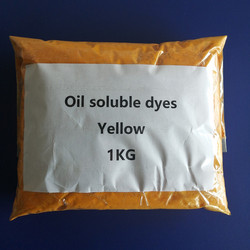 Oil soluble dyes
Yellow
1KG